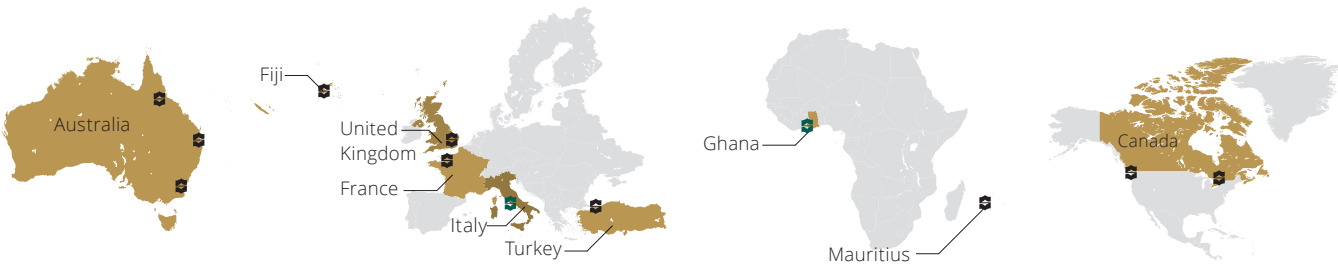 Australia
Fiji
United
Kingdom
France
Italy
Turkey
Ghana
Mauritius
Canada